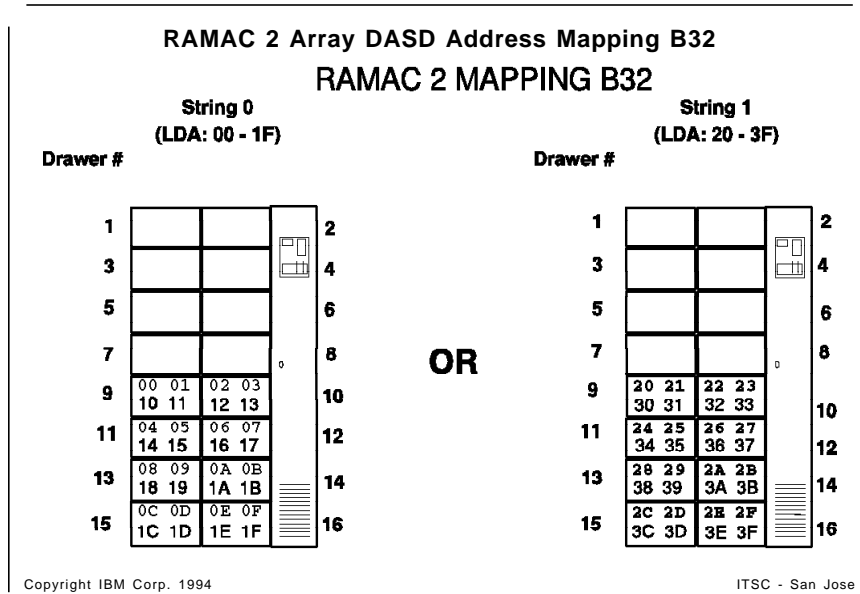 RAMAC 2 Array DASD Address Mapping B32
RAMAC 2 MAPPING B32
String 0
(LDA: 00 - 1F)
Drawer #
1 2
3 4
5 6
7 8
00 01 02 03
9 10 11 12 13 10
04 05 06 07
11 14 15 16 17 12
08 09 0A 0B
13 18 19 1A 1B 14
0C 0D 0E 0F
15 1C 1D 1E 1F 16
OR
String 1
(LDA: 20 - 3F)
Drawer #
1 2
3 4
5 6
7 8
20 21 22 23
9 30 31 32 33 10
24 25 26 27
11 34 35 36 37 12
28 29 2A 2B
13 38 39 3A 3B 14
2C 2D 2E 2F
15 3C 3D 3E 3F 16
Copyright IBM Corp. 1994 ITSC - San Jose